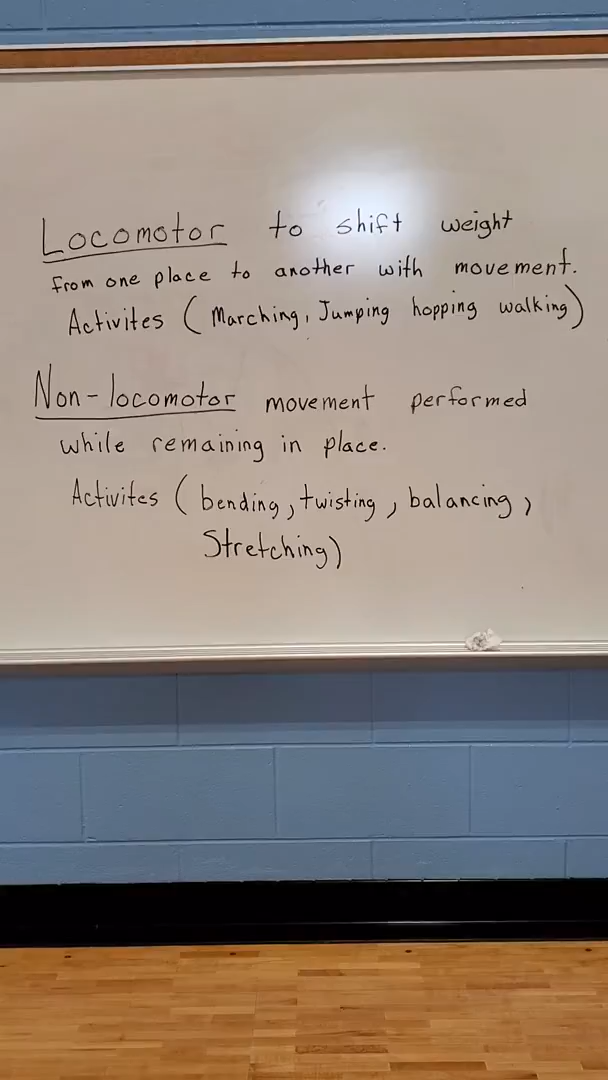 Locomotor to shift weight
from one place to another with movement.
Activites (Marching, Jumping hopping walking)
Non-locomotor movement performed
while remaining in place.
Activites (bending, twisting, balancing,
Stretching)